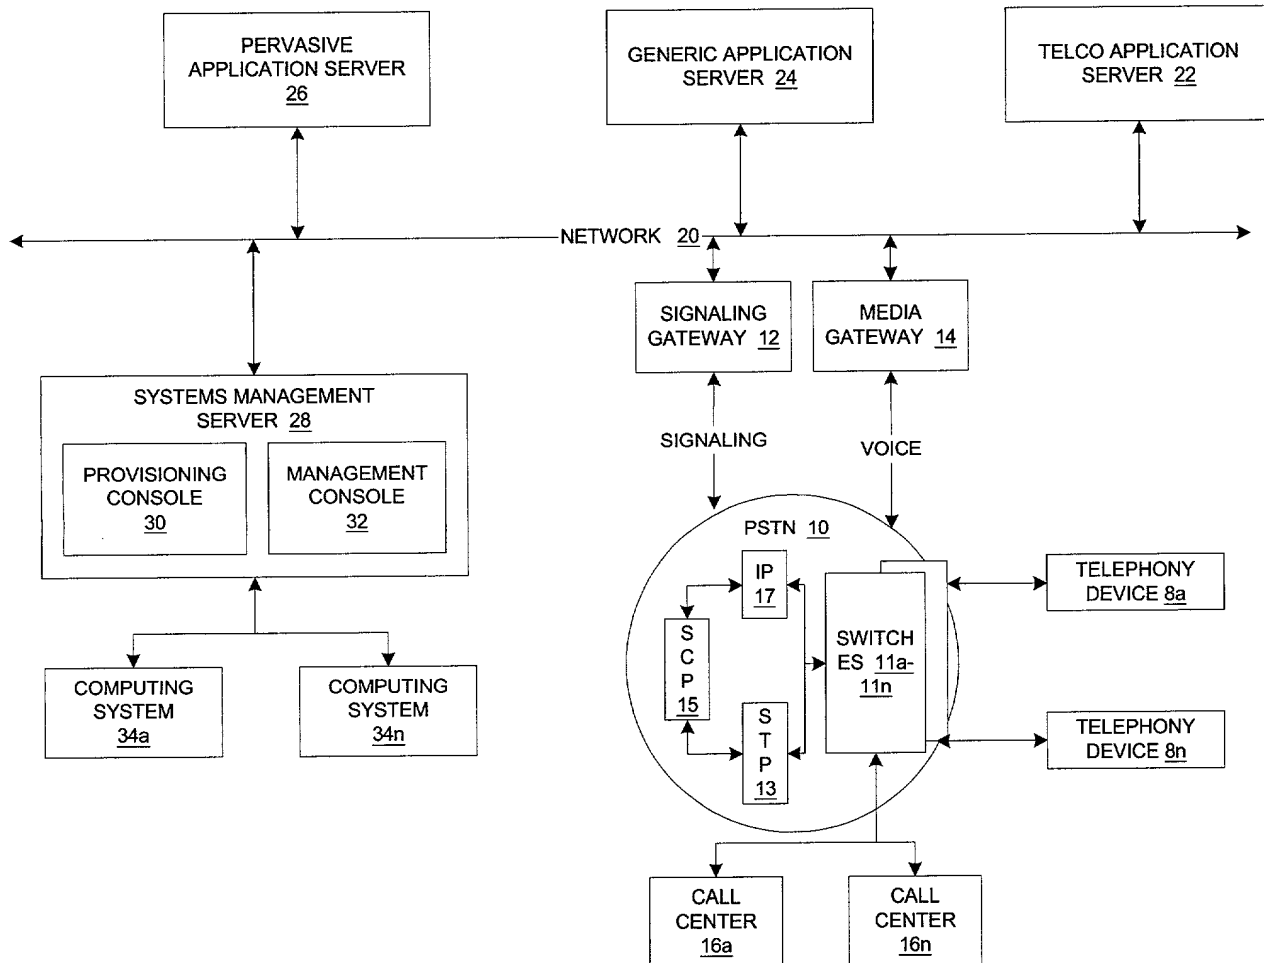 PERVASIVE
APPLICATION SERVER
26
GENERIC APPLICATION
SERVER 24
TELCO APPLICATION
SERVER 22
NETWORK 20
SIGNALING
GATEWAY 12
MEDIA
GATEWAY 14
SYSTEMS MANAGEMENT
SERVER 28
PROVISIONING
CONSOLE
30
MANAGEMENT
CONSOLE
32
SIGNALING
VOICE
PSTN 10
IP
17
S
C
P
15
S
T
P
13
SWITCH
ES 11a-
11n
TELEPHONY
DEVICE 8a
TELEPHONY
DEVICE 8n
COMPUTING
SYSTEM
34a
COMPUTING
SYSTEM
34n
CALL
CENTER
16a
CALL
CENTER
16n